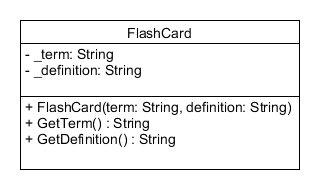 FlashCard
- _term: String
- _definition: String
+ FlashCard(term: String, definition: String)
+ GetTerm() : String
+ GetDefinition() : String